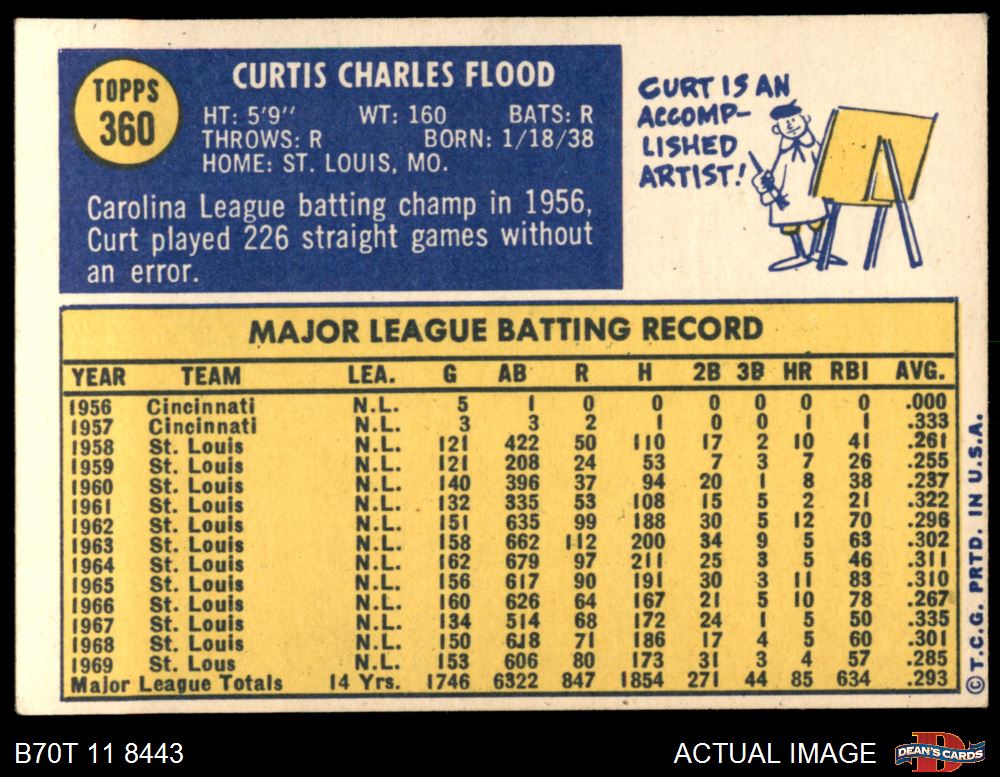 TOPPS
360
CURTIS CHARLES FLOOD
HT: 5'9" WT: 160 BATS: R
THROWS: R BORN: 1/18/38
HOME: ST. LOUIS, MO.
Carolina League batting champ in 1956,
Curt played 226 straight games without
an error.
CURT IS AN
ACCOMP-
LISHED
ARTIST!
MAJOR LEAGUE BATTING RECORD
YEAR TEAM LEA. G AB R H 2B 3B HR RBI AVG.
1956 Cincinnati N.L. 5 1 0 0 0 0 0 0 .000
1957 Cincinnati N.L. 3 3 2 1 0 0 1 1 .333
1958 St. Louis N.L. 121 422 50 110 17 2 10 41 .261
1959 St. Louis N.L. 121 208 24 53 7 3 7 26 .255
1960 St. Louis N.L. 140 396 37 94 20 1 8 38 .237
1961 St. Louis N.L. 132 335 53 108 15 5 2 21 .322
1962 St. Louis N.L. 151 635 99 188 30 5 12 70 .296
1963 St. Louis N.L. 158 662 112 200 34 9 5 63 .302
1964 St. Louis N.L. 162 679 97 211 25 3 5 46 .311
1965 St. Louis N.L. 156 617 90 191 30 3 11 83 .310
1966 St. Louis N.L. 160 626 64 167 21 5 10 78 .267
1967 St. Louis N.L. 134 514 68 172 24 1 5 50 .335
1968 St. Louis N.L. 150 618 71 186 17 4 5 60 .301
1969 St. Lous N.L. 153 606 80 173 31 3 4 57 .285
Major League Totals 14 Yrs. 1746 6322 847 1854 271 44 85 634 .293
©T.C.G. PRTD. IN U.S.A.
B70T 11 8443
ACTUAL IMAGE
DEAN'S CARDS